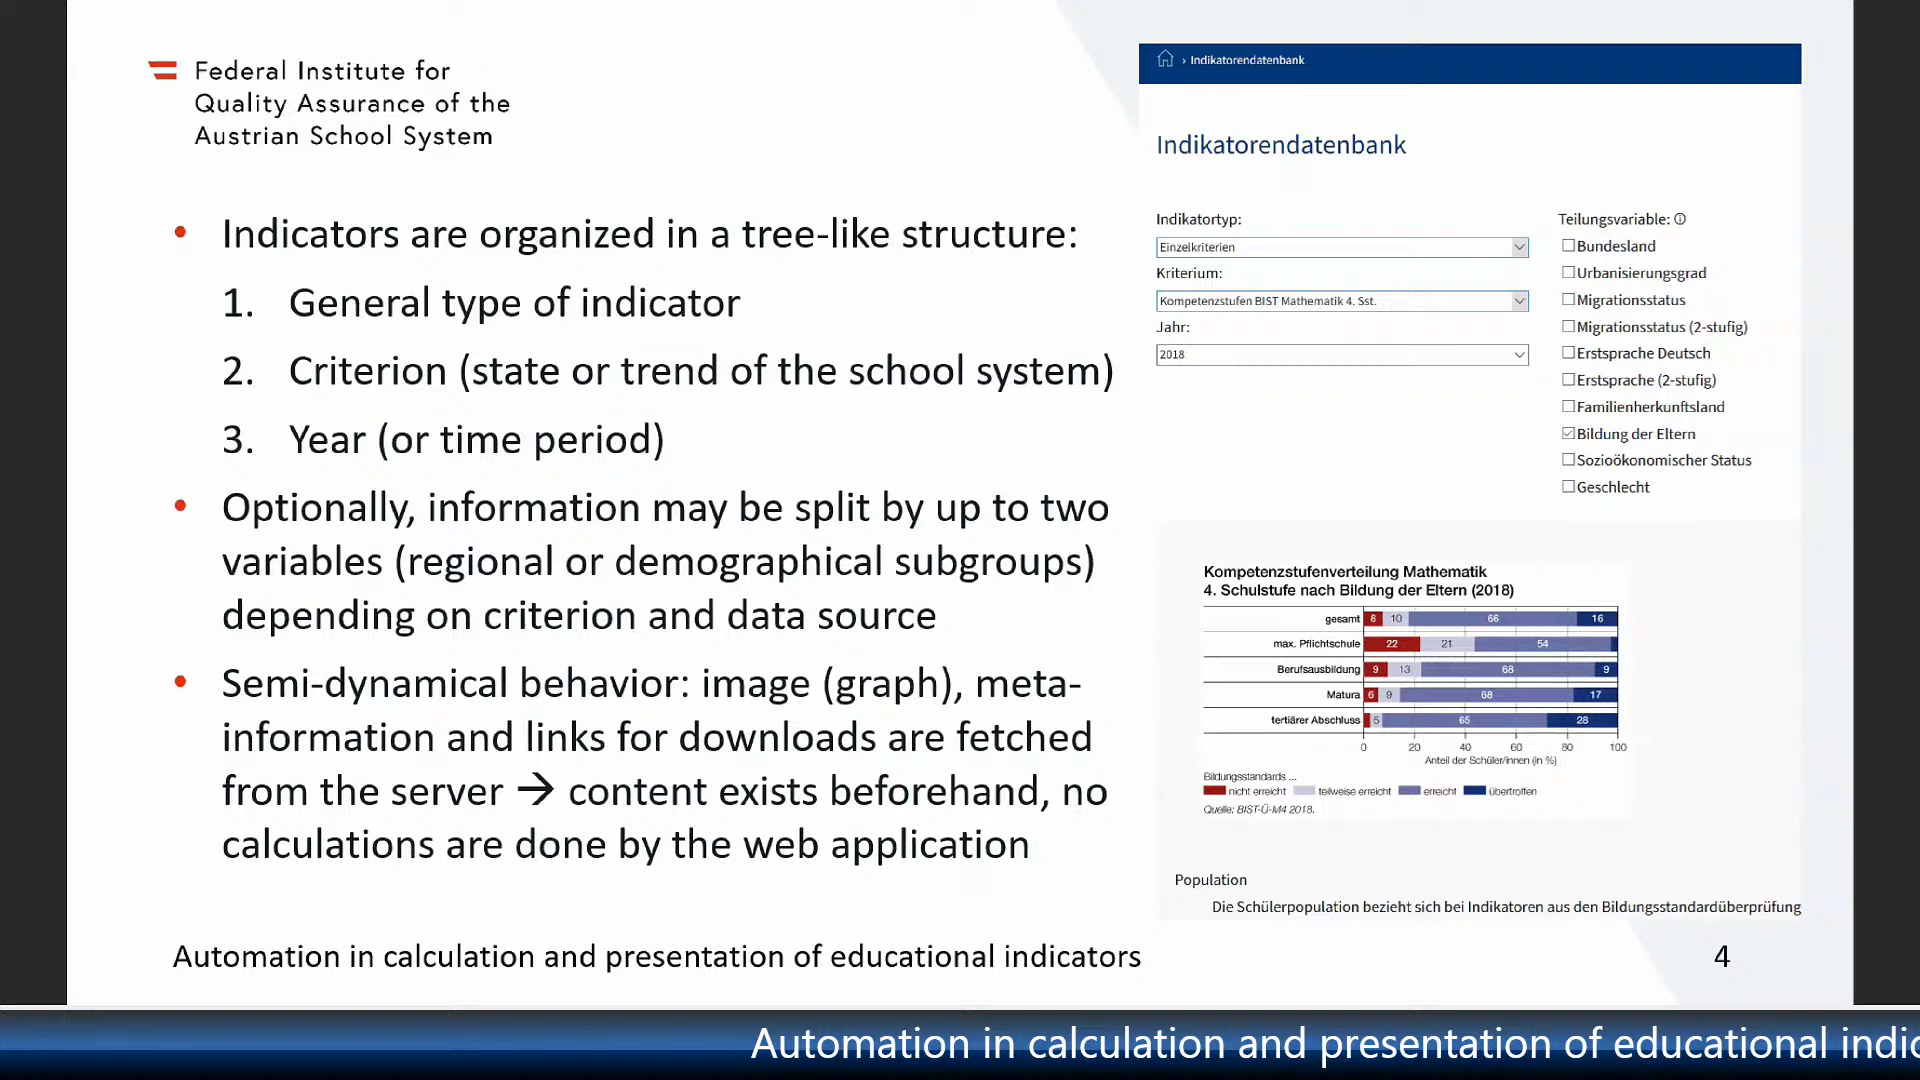 Federal Institute for
Quality Assurance of the
Austrian School System
• Indicators are organized in a tree-like structure:
1. General type of indicator
2. Criterion (state or trend of the school system)
3. Year (or time period)
• Optionally, information may be split by up to two
variables (regional or demographical subgroups)
depending on criterion and data source
• Semi-dynamical behavior: image (graph), meta-
information and links for downloads are fetched
from the server → content exists beforehand, no
calculations are done by the web application
› Indikatorendatenbank
Indikatorendatenbank
Indikatortyp:
Einzelkriterien
Kriterium:
Kompetenzstufen BIST Mathematik 4. Sst.
Jahr:
2018
Teilungsvariable:
Bundesland
Urbanisierungsgrad
Migrationsstatus
Migrationsstatus (2-stufig)
Erstsprache Deutsch
Erstsprache (2-stufig)
Familienherkunftsland
Bildung der Eltern
Sozioökonomischer Status
Geschlecht
Kompetenzstufenverteilung Mathematik
4. Schulstufe nach Bildung der Eltern (2018)
gesamt 8 10 66 16
max. Pflichtschule 22 21 54
Berufsausbildung 9 13 68 9
Matura 6 9 68 17
tertiärer Abschluss 5 65 28
0 20 40 60 80 100
Anteil der Schüler/innen (in %)
Bildungsstandards ...
nicht erreicht teilweise erreicht erreicht übertroffen
Quelle: BIST-Ü-M4 2018.
Population
Die Schülerpopulation bezieht sich bei Indikatoren aus den Bildungsstandardüberprüfung
Automation in calculation and presentation of educational indicators 4
Automation in calculation and presentation of educational indic